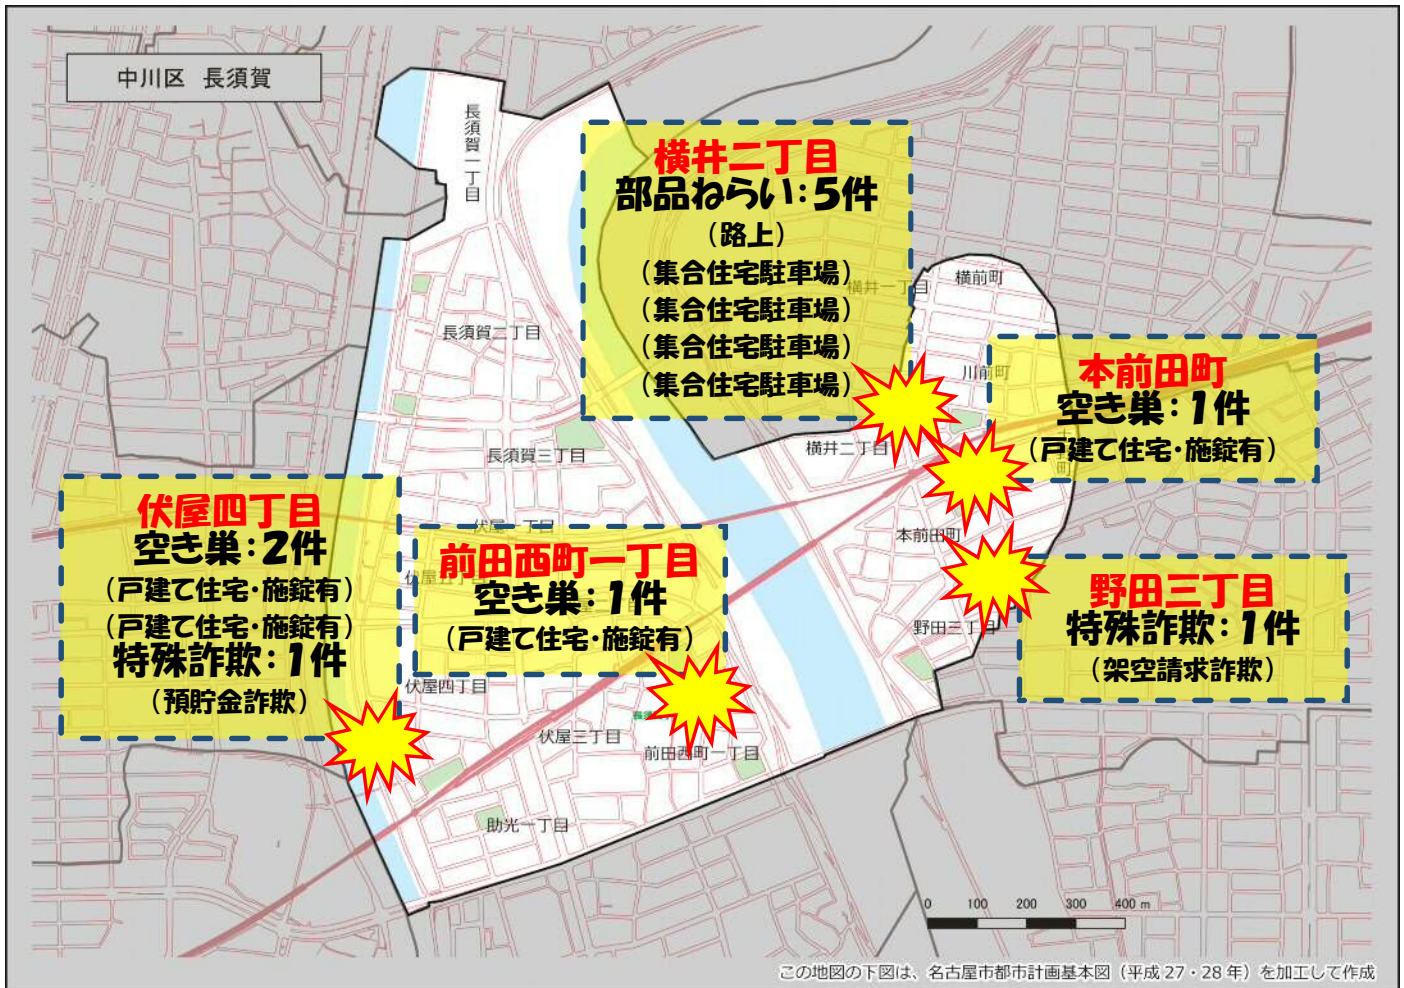 中川区 長須賀
長須賀一丁目
横井二丁目
部品ねらい:5件
(路上)
(集合住宅駐車場)
(集合住宅駐車場)
(集合住宅駐車場)
(集合住宅駐車場)
横井一丁目
横前町
長須賀二丁目
川前町
本前田町
空き巣:1件
(戸建て住宅・施錠有)
長須賀三丁目
横井二丁目
伏屋四丁目
空き巣:2件
(戸建て住宅・施錠有)
(戸建て住宅・施錠有)
特殊詐欺:1件
(預貯金詐欺)
伏屋一丁目
前田西町一丁目
空き巣:1件
(戸建て住宅・施錠有)
本前田町
野田三丁目
特殊詐欺:1件
(架空請求詐欺)
野田三丁目
伏屋四丁目
伏屋三丁目
前田西町一丁目
助光一丁目
0 100 200 300 400 m
この地図の下図は、名古屋市都市計画基本図(平成27・28年)を加工して作成